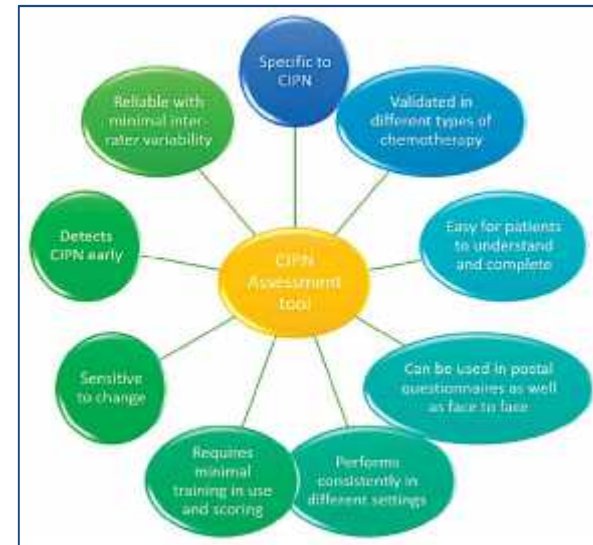 Specific to
CIPN
Validated in
different types of
chemotherapy
Easy for patients
to understand
and complete
Can be used in postal
questionnaires as well
as face to face
Performs
consistently in
different settings
Requires
minimal
training in use
and scoring
Sensitive
to change
Detects
CIPN early
Reliable with
minimal inter-
rater variability
CIPN
Assessment
tool